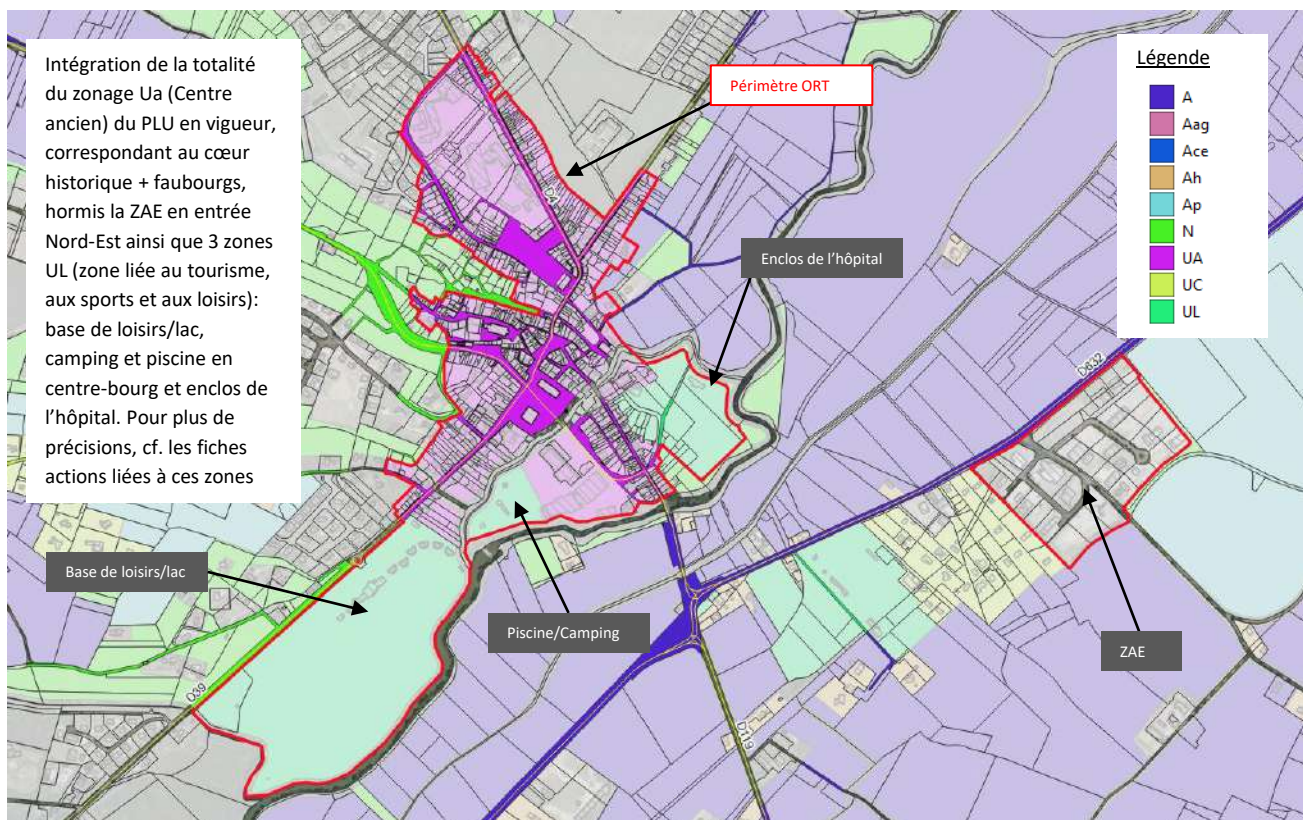 Intégration de la totalité
du zonage Ua (Centre
ancien) du PLU en vigueur,
correspondant au cœur
historique + faubourgs,
hormis la ZAE en entrée
Nord-Est ainsi que 3 zones
UL (zone liée au tourisme,
aux sports et aux loisirs):
base de loisirs/lac,
camping et piscine en
centre-bourg et enclos de
l’hôpital. Pour plus de
précisions, cf. les fiches
actions liées à ces zones
Périmètre ORT
Enclos de l’hôpital
Légende
A
Aag
Ace
Ah
Ap
N
UA
UC
UL
D632
Base de loisirs/lac
Piscine/Camping
ZAE
D39
D119